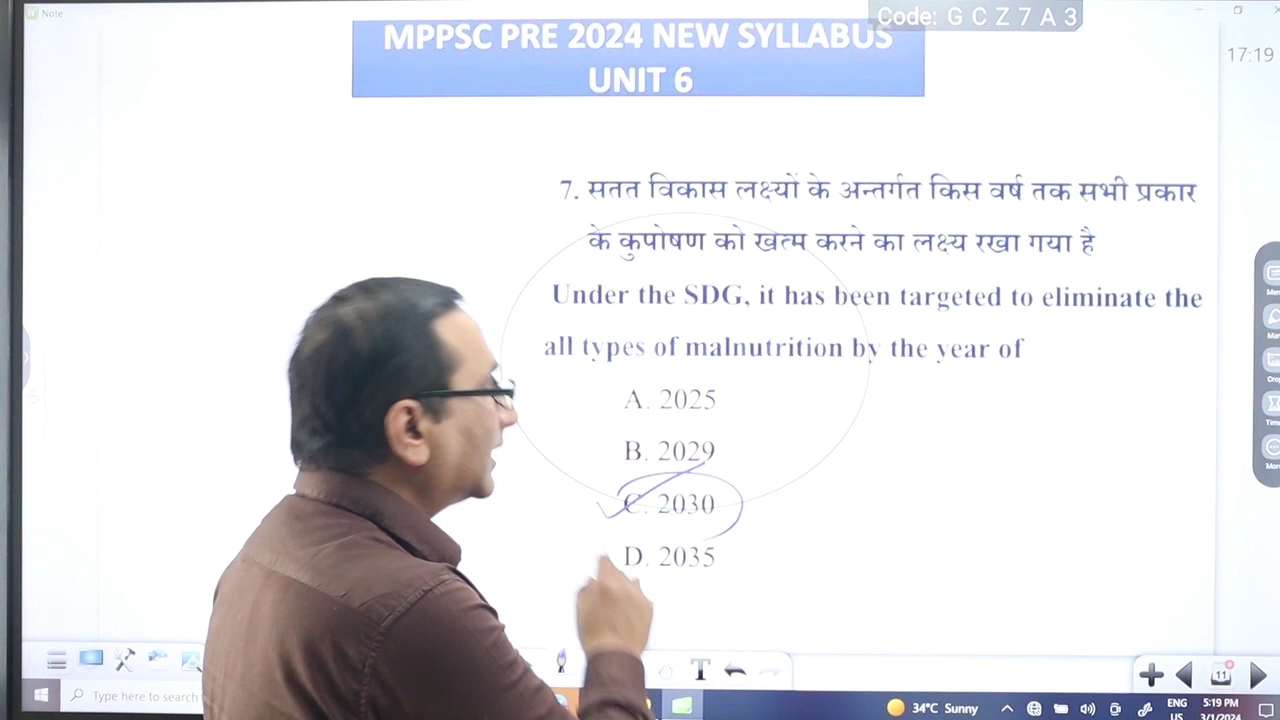 Note
Code: G C Z 7 A 3
MPPSC PRE 2024 NEW SYLLABUS
UNIT 6
17:19
7. सतत विकास लक्ष्यों के अन्तर्गत किस वर्ष तक सभी प्रकार
के कुपोषण को खत्म करने का लक्ष्य रखा गया है
Under the SDG, it has been targeted to eliminate the
all types of malnutrition by the year of
A. 2025
B. 2029
C. 2030
D. 2035
T
11
Type here to search
34°C Sunny
ENG
US
5:19 PM
3/1/2024